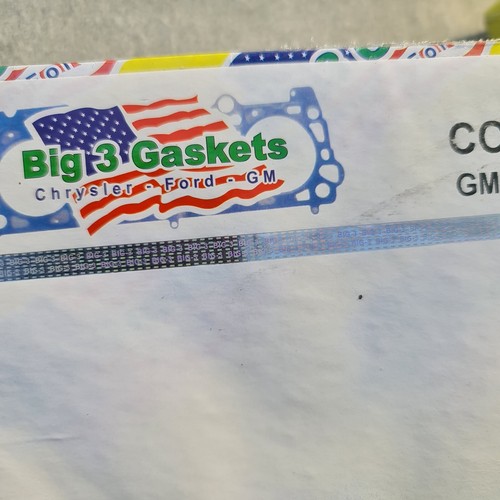 Big 3 Gaskets
Chrysler - Ford - GM
CO
GM